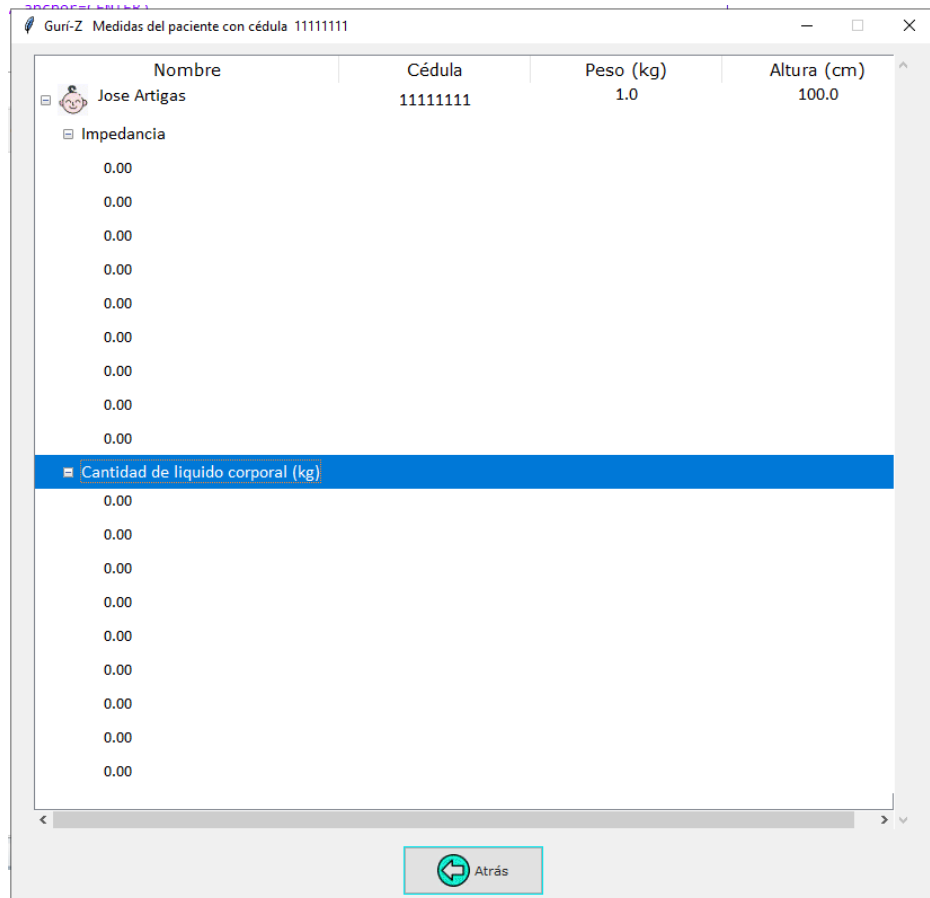 anchor=CENTER)
Gurí-Z Medidas del paciente con cédula 11111111
Nombre Cédula Peso (kg) Altura (cm)
Jose Artigas 11111111 1.0 100.0
Impedancia
0.00
0.00
0.00
0.00
0.00
0.00
0.00
0.00
0.00
Cantidad de liquido corporal (kg)
0.00
0.00
0.00
0.00
0.00
0.00
0.00
0.00
0.00
Atrás